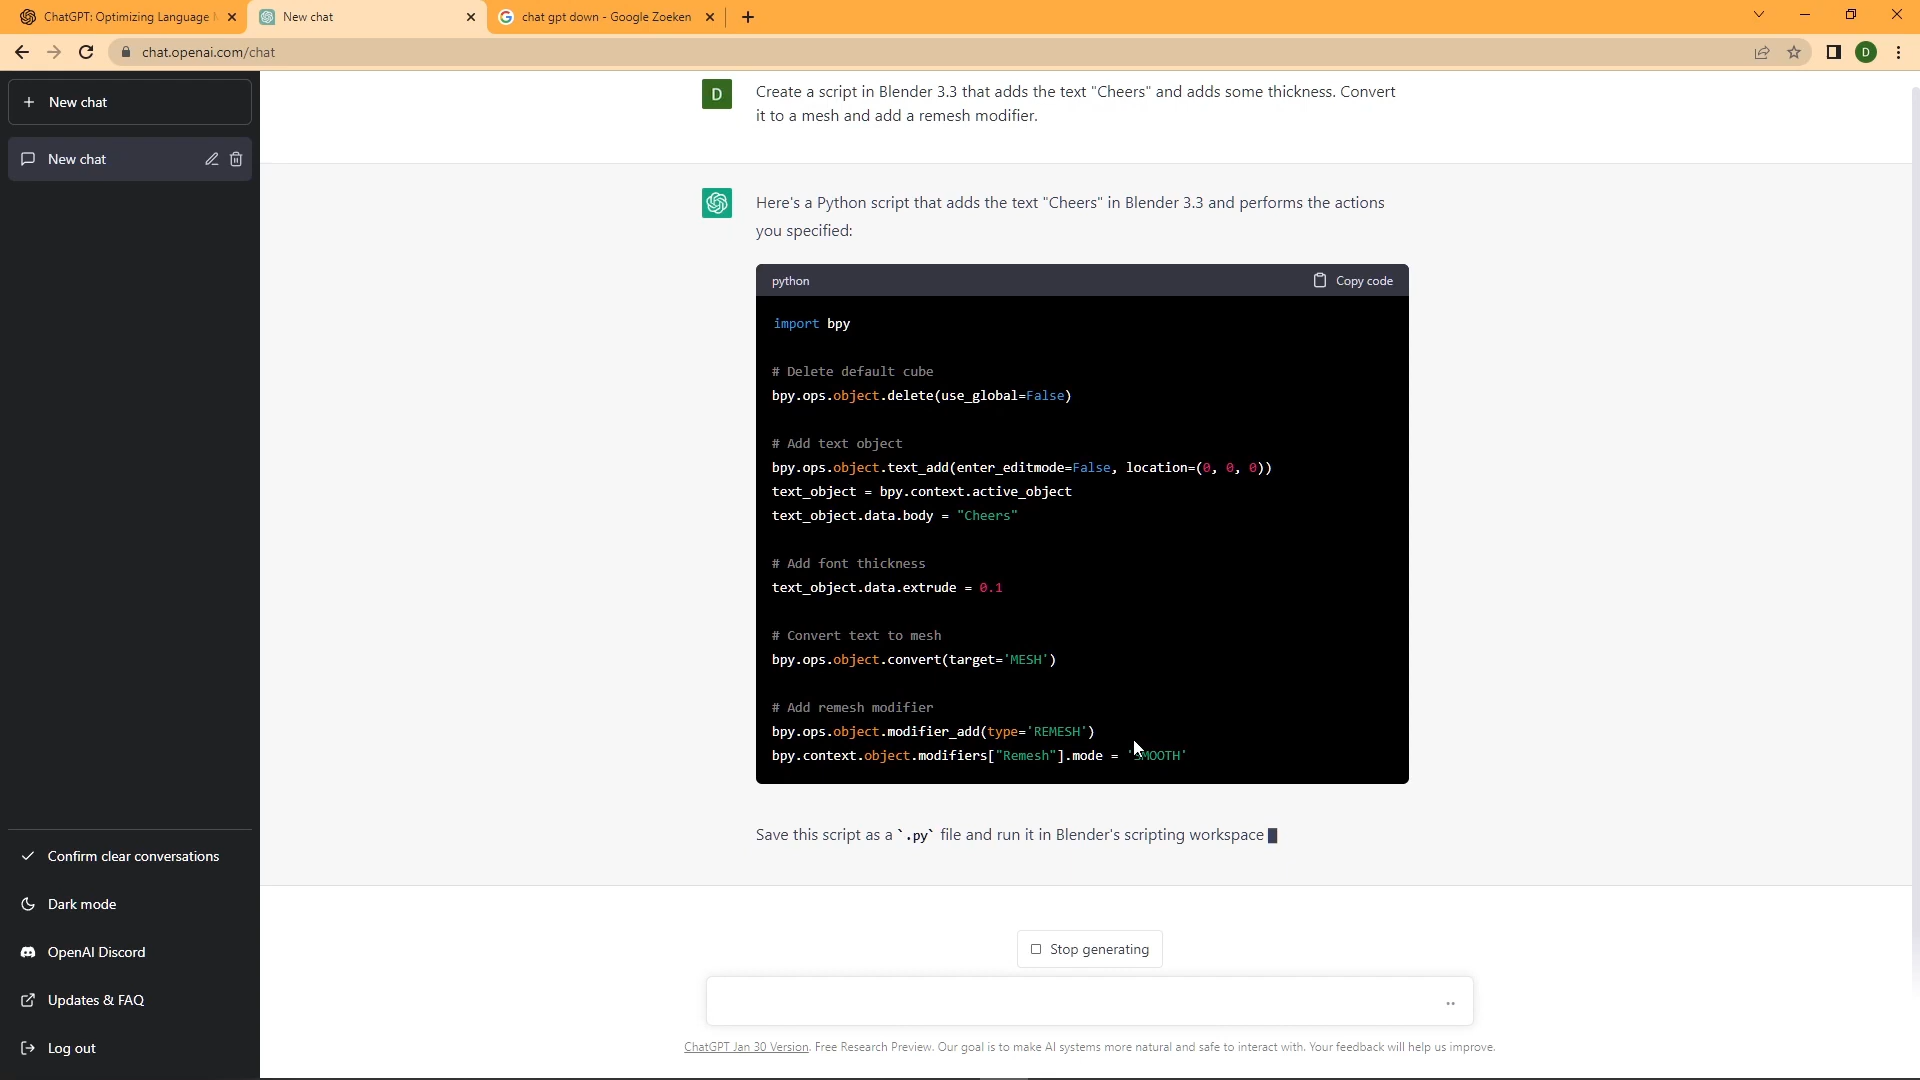 ChatGPT: Optimizing Language
New chat
chat gpt down - Google Zoeken
chat.openai.com/chat
D
New chat
New chat
Confirm clear conversations
Dark mode
OpenAI Discord
Updates & FAQ
Log out
D
Create a script in Blender 3.3 that adds the text "Cheers" and adds some thickness. Convert
it to a mesh and add a remesh modifier.
Here's a Python script that adds the text "Cheers" in Blender 3.3 and performs the actions
you specified:
python
Copy code
import bpy
# Delete default cube
bpy.ops.object.delete(use_global=False)
# Add text object
bpy.ops.object.text_add(enter_editmode=False, location=(0, 0, 0))
text_object = bpy.context.active_object
text_object.data.body = "Cheers"
# Add font thickness
text_object.data.extrude = 0.1
# Convert text to mesh
bpy.ops.object.convert(target='MESH')
# Add remesh modifier
bpy.ops.object.modifier_add(type='REMESH')
bpy.context.object.modifiers["Remesh"].mode = 'SMOOTH'
Save this script as a `.py` file and run it in Blender's scripting workspace
Stop generating
ChatGPT Jan 30 Version. Free Research Preview. Our goal is to make AI systems more natural and safe to interact with. Your feedback will help us improve.